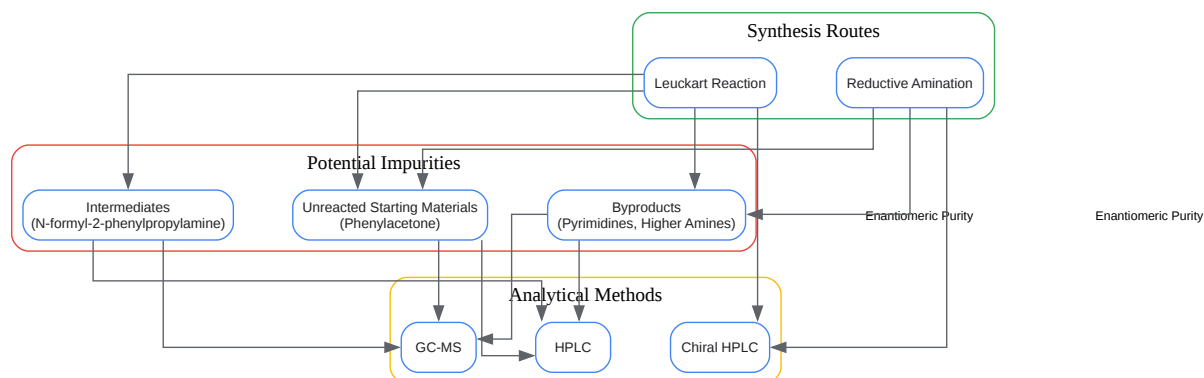 Synthesis Routes
Leuckart Reaction
Reductive Amination
Potential Impurities
Intermediates
(N-formyl-2-phenylpropylamine)
Unreacted Starting Materials
(Phenylacetone)
Byproducts
(Pyrimidines, Higher Amines)
Enantiomeric Purity
Enantiomeric Purity
Analytical Methods
GC-MS
HPLC
Chiral HPLC